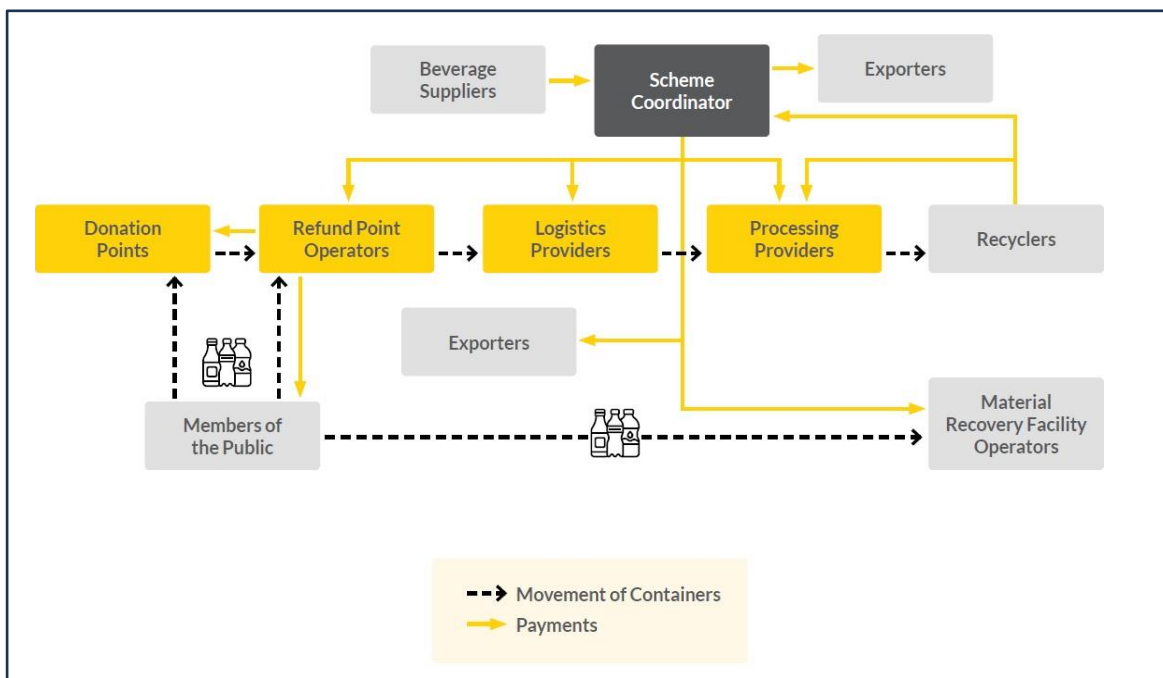 Beverage
Suppliers
Scheme
Coordinator
Exporters
Donation
Points
Refund Point
Operators
Logistics
Providers
Processing
Providers
Recyclers
Exporters
Members of
the Public
Material
Recovery Facility
Operators
Movement of Containers
Payments